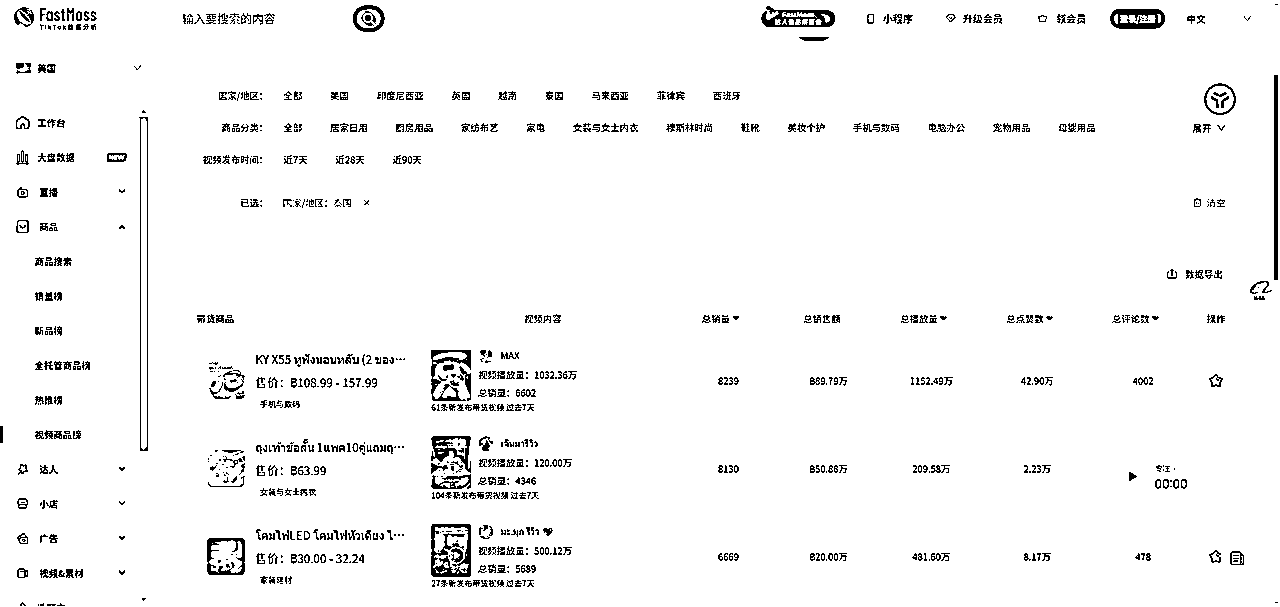 FastMoss
TikTok数据分析
输入要搜索的内容
FastMoss
小程序
升级会员
领会员
登录/注册
中文
美国
工作台
大盘数据 NEW
直播
商品
商品搜索
销量榜
新品榜
全托管商品榜
热推榜
视频商品榜
达人
小店
广告
视频&素材
国家/地区: 全部 美国 印度尼西亚 英国 越南 泰国 马来西亚 菲律宾 西班牙
商品分类: 全部 居家日用 厨房用品 家纺布艺 家电 女装与女士内衣 穆斯林时尚 鞋靴 美妆个护 手机与数码 电脑办公 宠物用品 母婴用品
展开
视频发布时间: 近7天 近28天 近90天
已选: 国家/地区: 泰国 ×
清空
数据导出
带货商品 视频内容 总销量 总销售额 总播放量 总点赞数 总评论数 操作
KY X55 หูฟังนอนหลับ (2 ของ···
售价: ฿108.99 - 157.99
手机与数码
MAX
视频播放量: 1032.36万
总销量: 6602
61条新发布带货视频 过去7天
8239 ฿89.79万 1152.49万 42.90万 4002
ถุงเท้าข้อสั้น 1แพค10คู่แถมถุ···
售价: ฿63.99
女装与女士内衣
เจ๊นมารีวิว
视频播放量: 120.00万
总销量: 4346
104条新发布带货视频 过去7天
8130 ฿50.86万 209.58万 2.23万
专注
00:00
โคมไฟLED โคมไฟหัวเตียง 1···
售价: ฿30.00 - 32.24
家装建材
มะมุก รีวิว
视频播放量: 500.12万
总销量: 5689
27条新发布带货视频 过去7天
6669 ฿20.00万 481.60万 8.17万 478